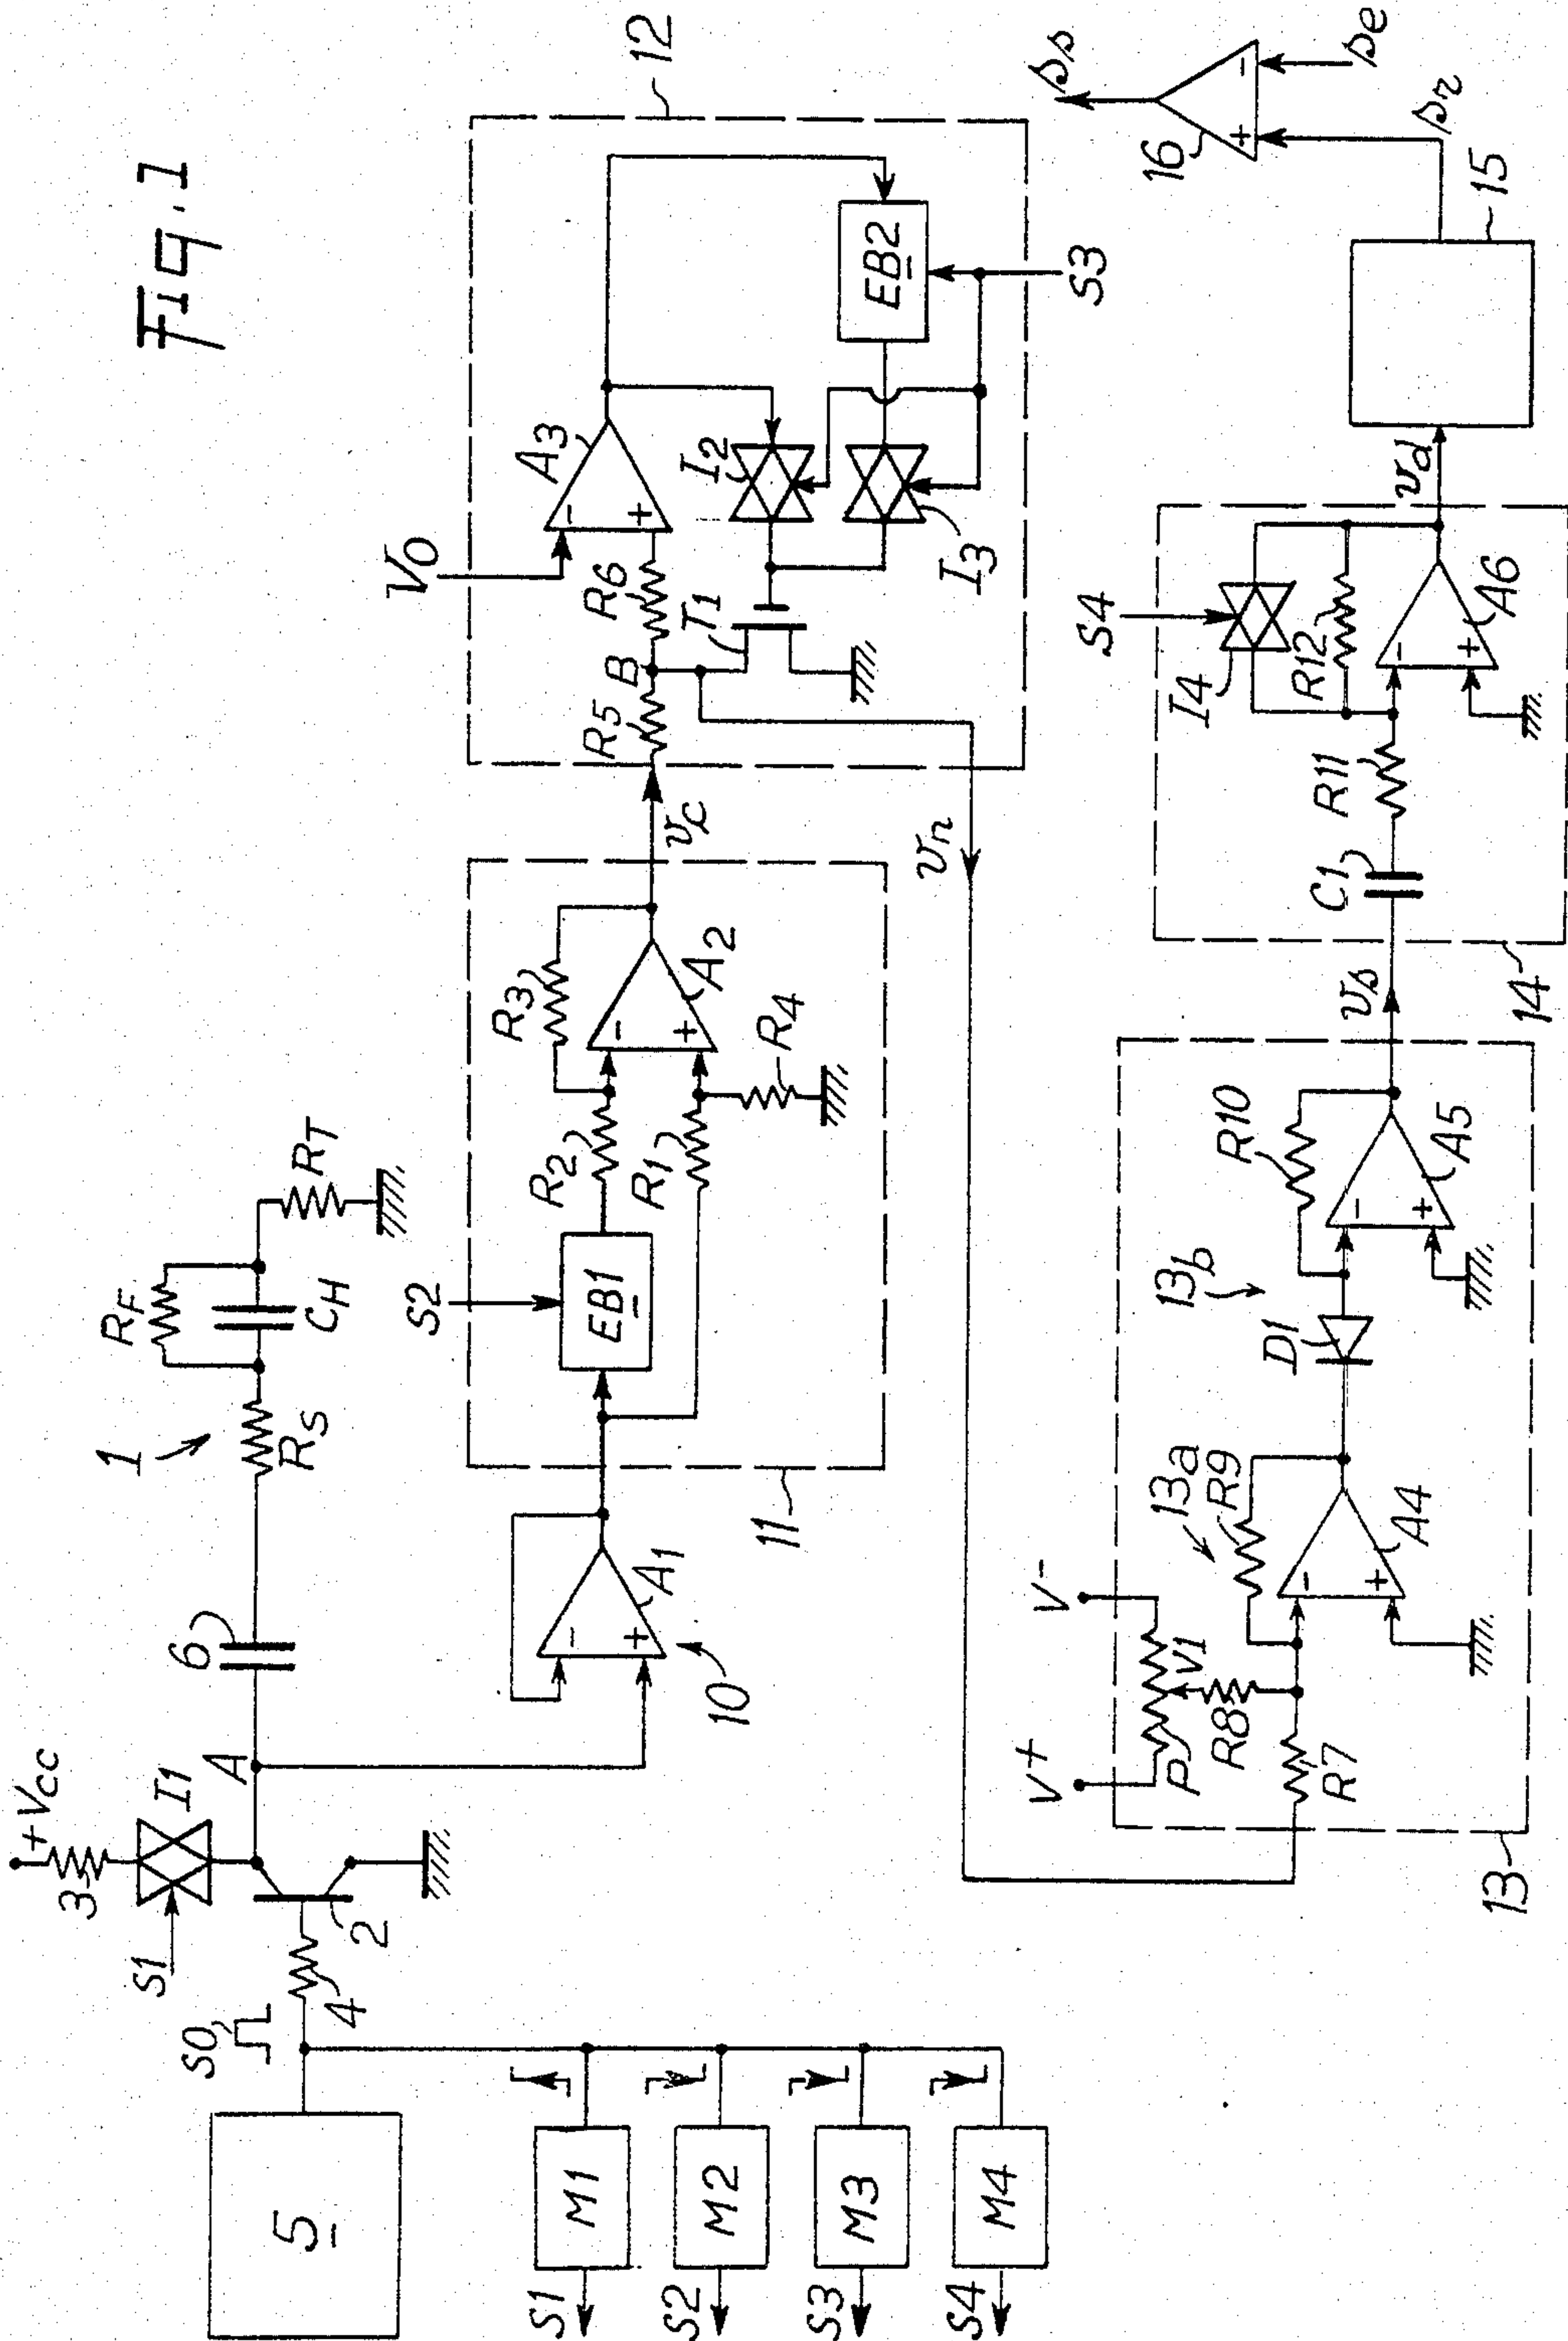 Fig. 1
+Vcc
3
I1
S1
A
6
1
RS
RF
CH
RT
2
4
S0
5
M1
S1
M2
S2
M3
S3
M4
S4
10
A1
11
S2
EB1
R2
R1
R3
A2
R4
vc
12
V0
R5
B
R6
T1
A3
I2
I3
EB2
S3
vn
13
V+
V-
P
V1
R8
R7
13a
R9
A4
D1
13b
R10
A5
vs
14
C1
R11
I4
S4
R12
A6
vd
15
sr
16
se
ss
-
+
-
+
-
+
-
+
-
+
-
+
+
-